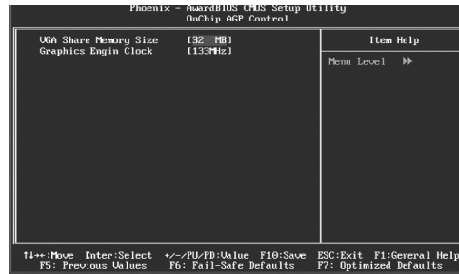 Phoenix - AwardBIOS CMOS Setup Utility
OnChip AGP Control
VGA Share Memory Size [32 MB]
Graphics Engin Clock [133MHz]
Item Help
Menu Level
↑↓→←:Move Enter:Select +/-/PU/PD:Value F10:Save ESC:Exit F1:General Help
F5: Previous Values F6: Fail-Safe Defaults F7: Optimized Defaults